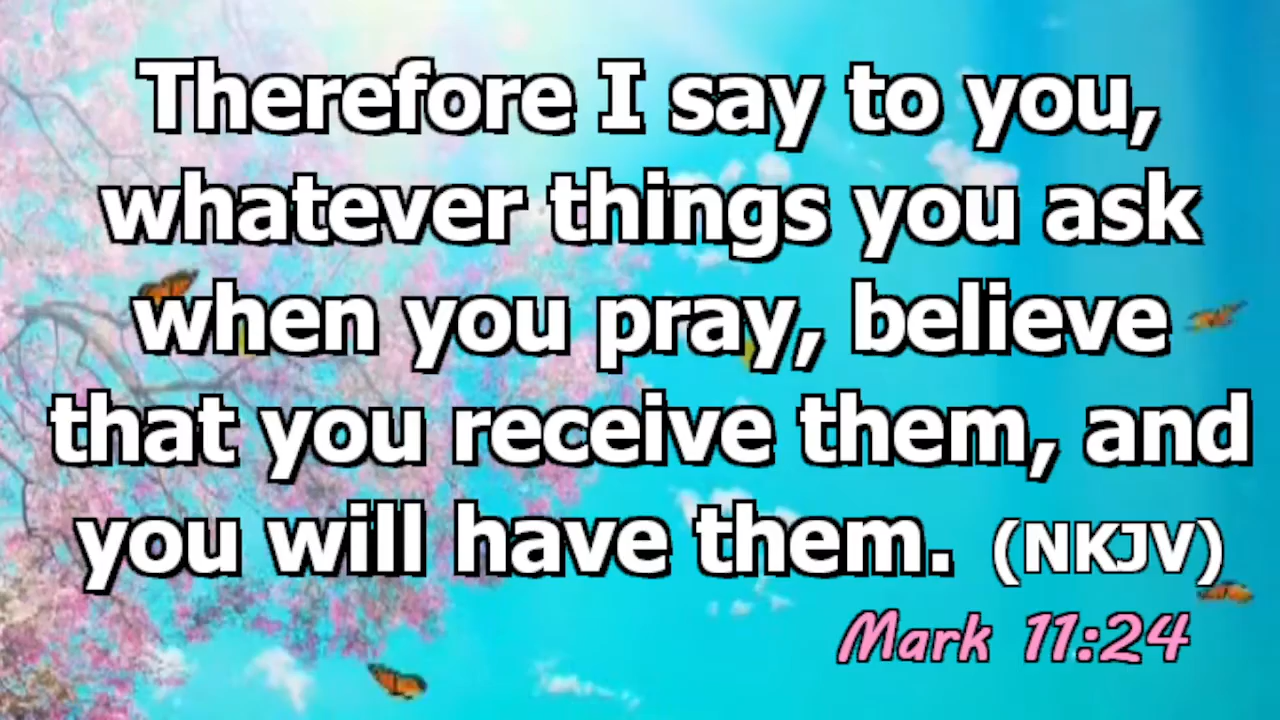 Therefore I say to you,
whatever things you ask
when you pray, believe
that you receive them, and
you will have them. (NKJV)
Mark 11:24